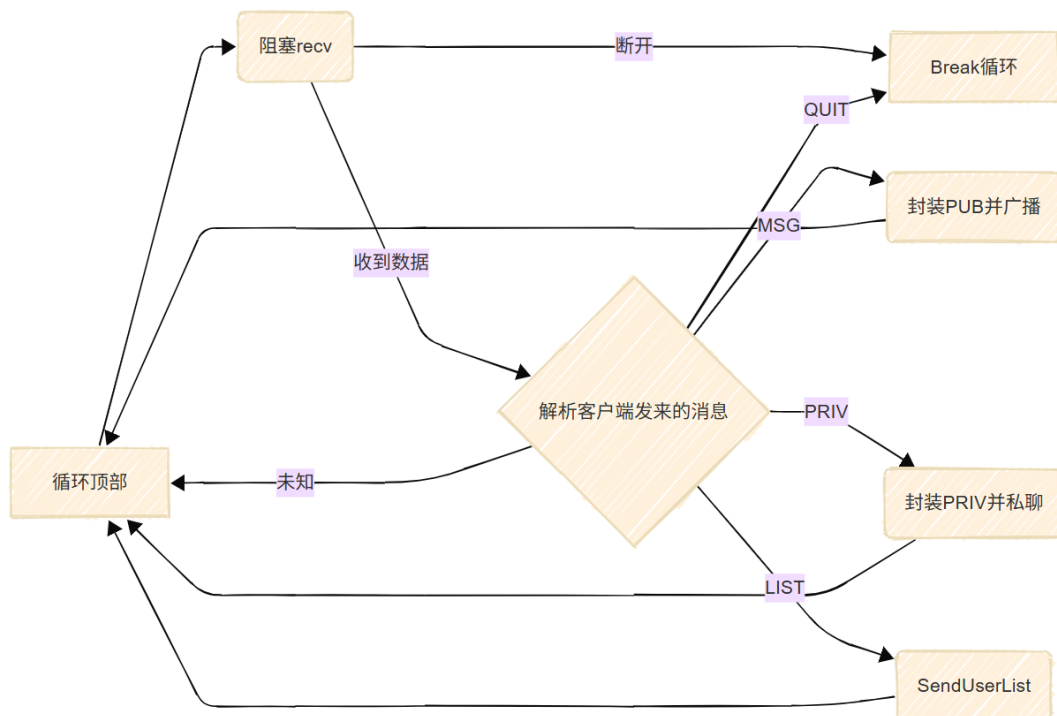 阻塞recv
断开
Break循环
QUIT
封装PUB并广播
MSG
收到数据
解析客户端发来的消息
PRIV
循环顶部
未知
封装PRIV并私聊
LIST
SendUserList